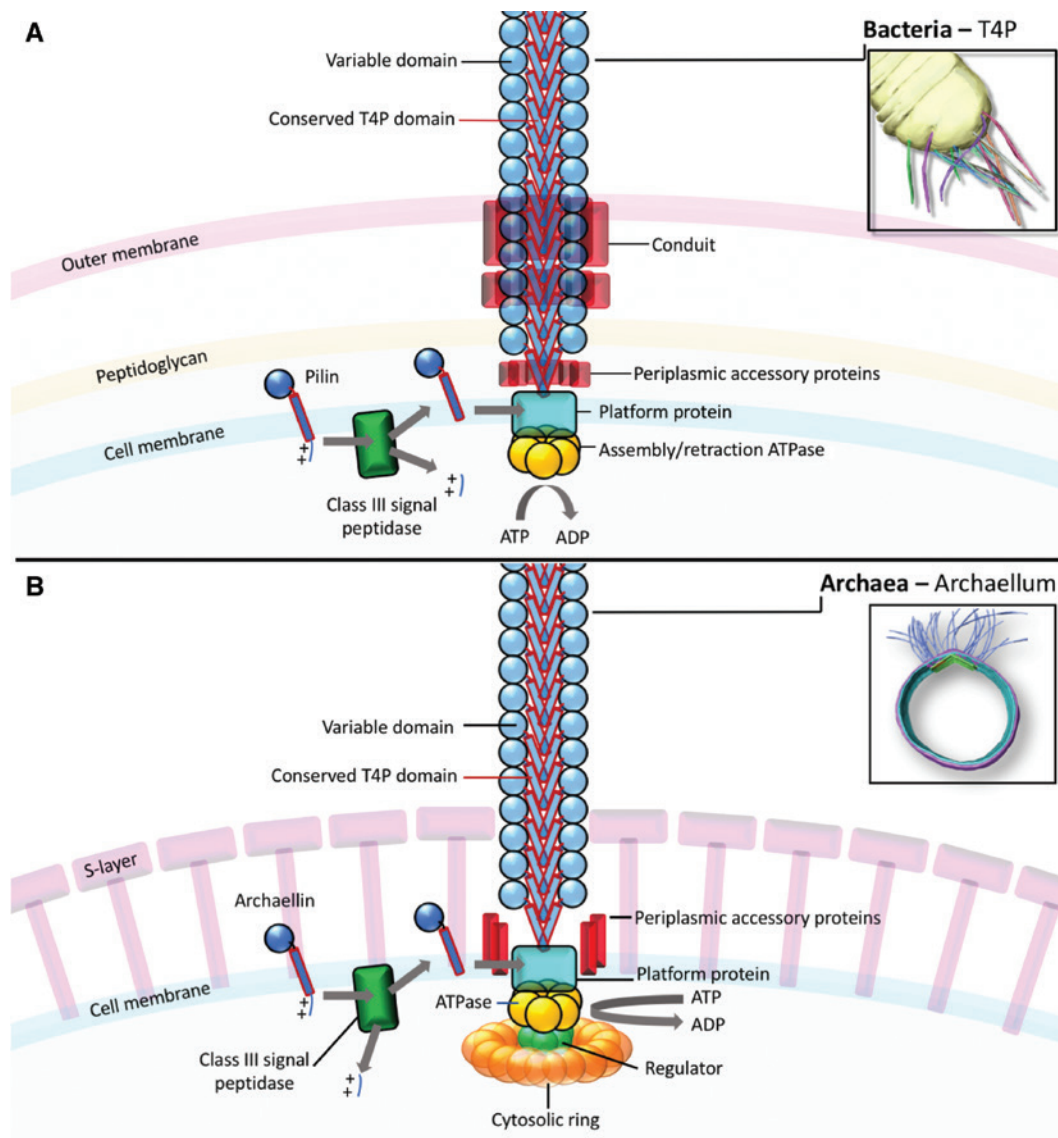 A
Bacteria – T4P
Variable domain
Conserved T4P domain
Outer membrane
Conduit
Peptidoglycan
Pilin
Periplasmic accessory proteins
Platform protein
Cell membrane
++
Assembly/retraction ATPase
++
Class III signal
peptidase
ATP
ADP
B
Archaea – Archaellum
Variable domain
Conserved T4P domain
S-layer
Archaellin
Periplasmic accessory proteins
Cell membrane
Platform protein
++
ATPase
ATP
ADP
Class III signal
peptidase
++
Regulator
Cytosolic ring